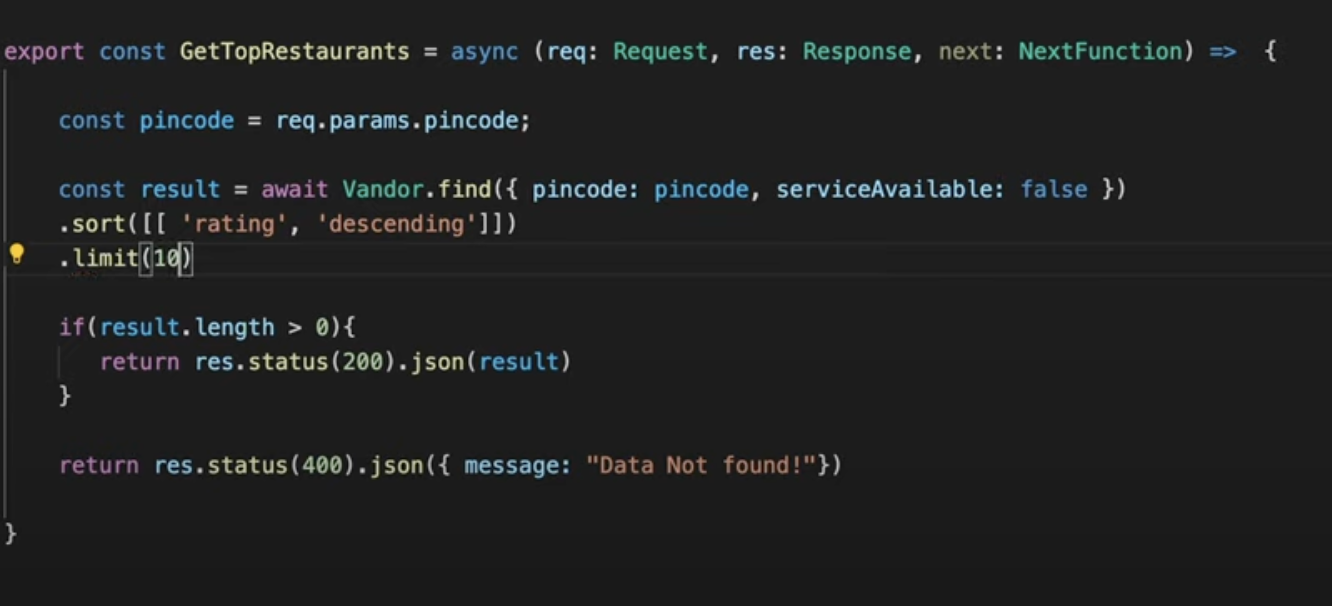 export const GetTopRestaurants = async (req: Request, res: Response, next: NextFunction) => {
const pincode = req.params.pincode;
const result = await Vandor.find({ pincode: pincode, serviceAvailable: false })
.sort([[ 'rating', 'descending']])
.limit(10)
if(result.length > 0){
return res.status(200).json(result)
}
return res.status(400).json({ message: "Data Not found!"})
}